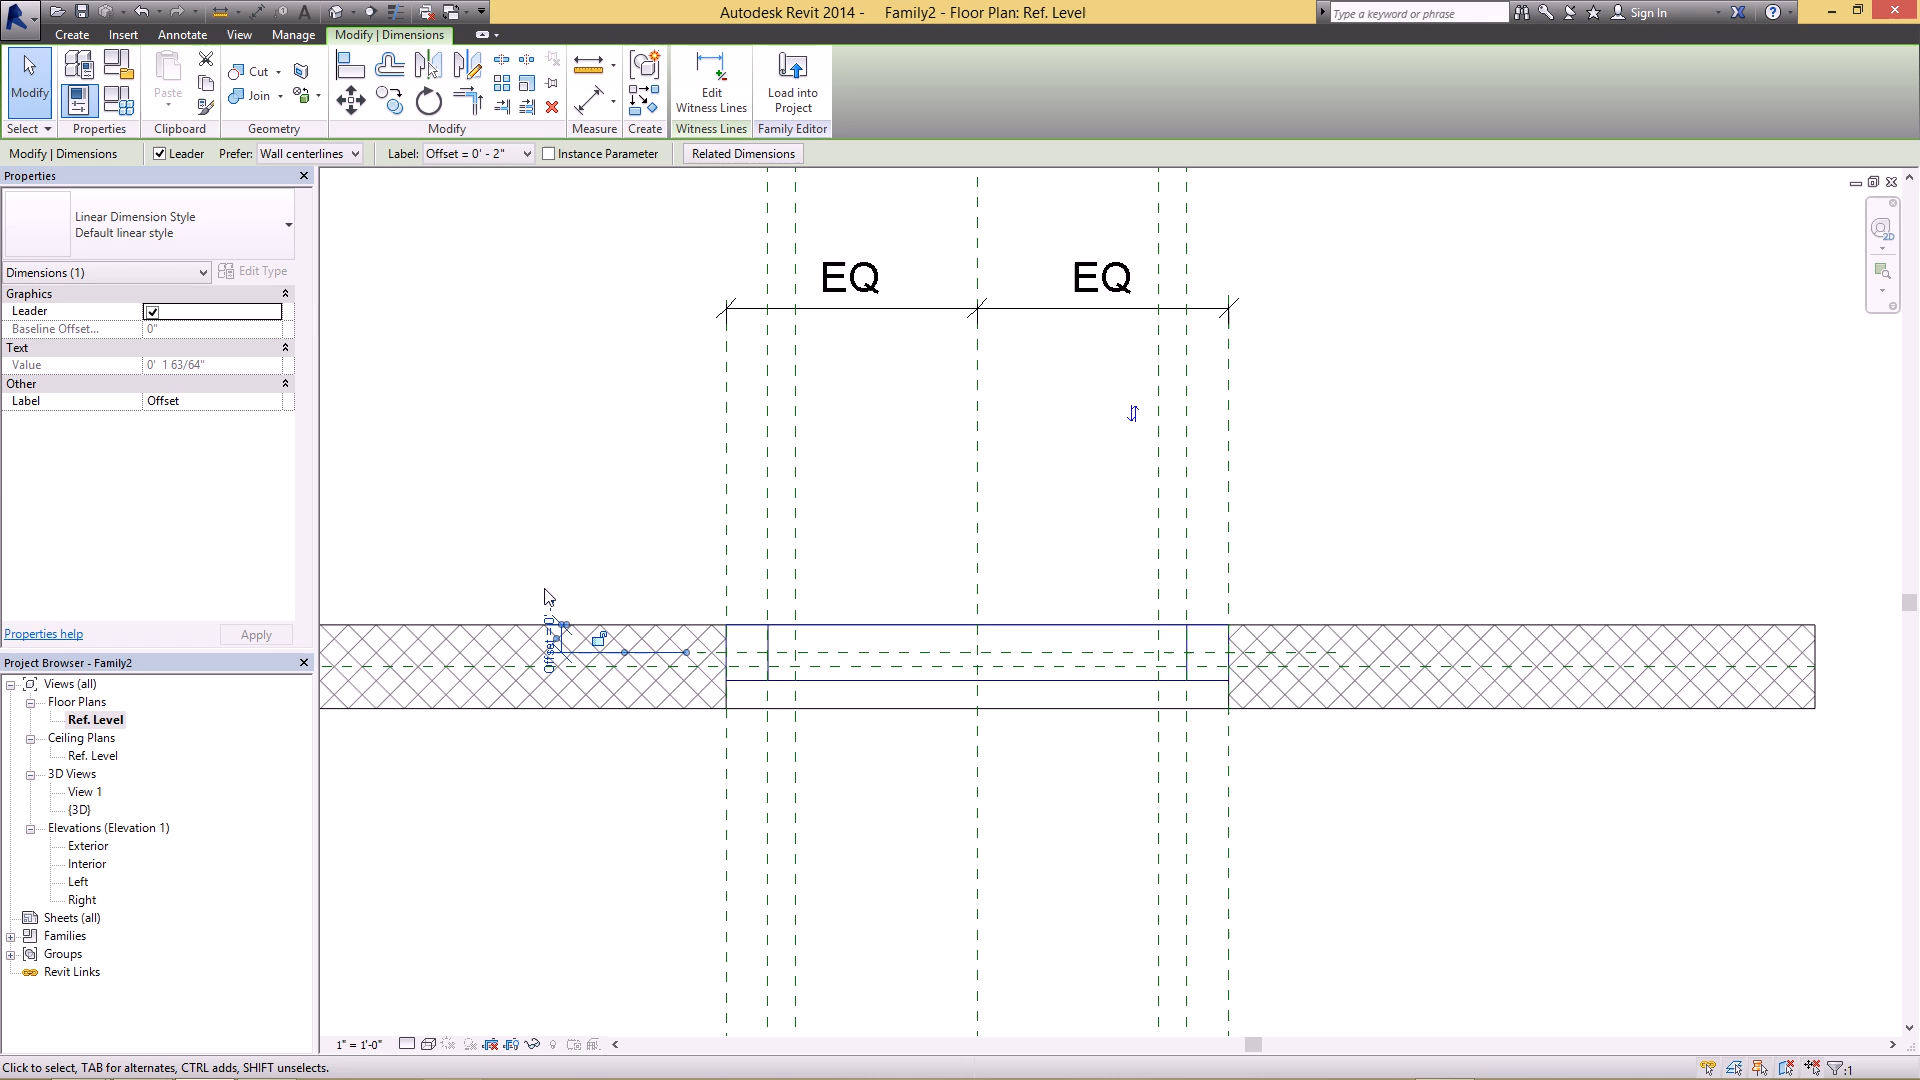 Autodesk Revit 2014 - Family2 - Floor Plan: Ref. Level
Type a keyword or phrase
Sign In
Create Insert Annotate View Manage Modify | Dimensions
Modify
Cut
Join
Paste
Edit
Witness Lines
Load into
Project
Select Properties Clipboard Geometry Modify Measure Create Witness Lines Family Editor
Modify | Dimensions Leader Prefer: Wall centerlines Label: Offset = 0' - 2" Instance Parameter Related Dimensions
Properties
Linear Dimension Style
Default linear style
Dimensions (1) Edit Type
Graphics
Leader
Baseline Offset... 0"
Text
Value 0' 1 63/64"
Other
Label Offset
Properties help Apply
Project Browser - Family2
Views (all)
Floor Plans
Ref. Level
Ceiling Plans
Ref. Level
3D Views
View 1
{3D}
Elevations (Elevation 1)
Exterior
Interior
Left
Right
Sheets (all)
Families
Groups
Revit Links
EQ EQ
Offset = 0' -
2D
1" = 1'-0"
Click to select, TAB for alternates, CTRL adds, SHIFT unselects.
:1